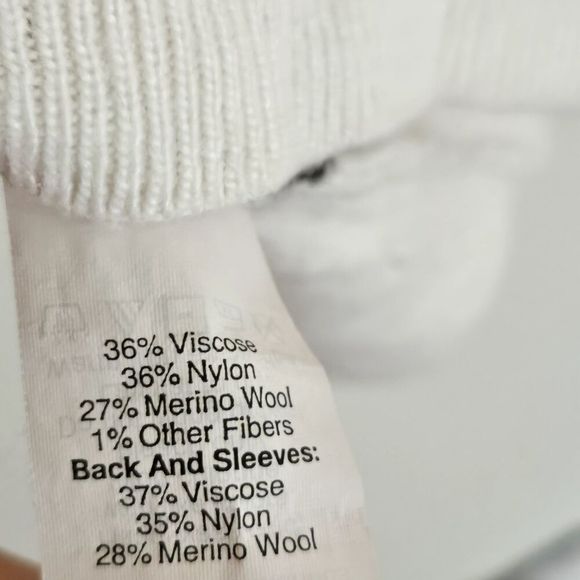 36% Viscose
36% Nylon
27% Merino Wool
1% Other Fibers
Back And Sleeves:
37% Viscose
35% Nylon
28% Merino Wool